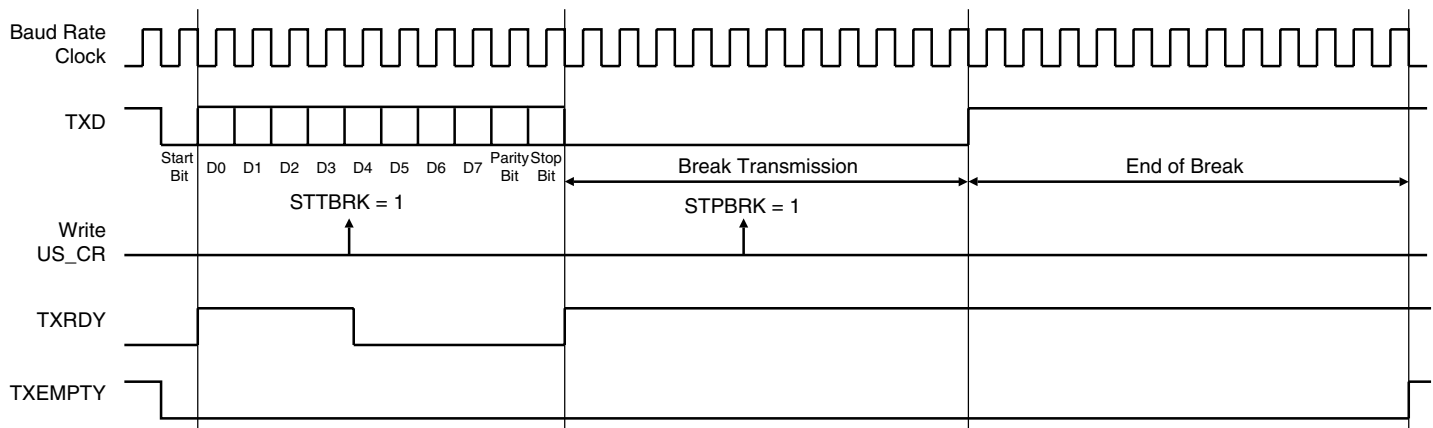 Baud Rate
Clock
TXD
Start
Bit
D0
D1
D2
D3
D4
D5
D6
D7
Parity
Bit
Stop
Bit
Break Transmission
End of Break
STTBRK = 1
STPBRK = 1
Write
US_CR
TXRDY
TXEMPTY